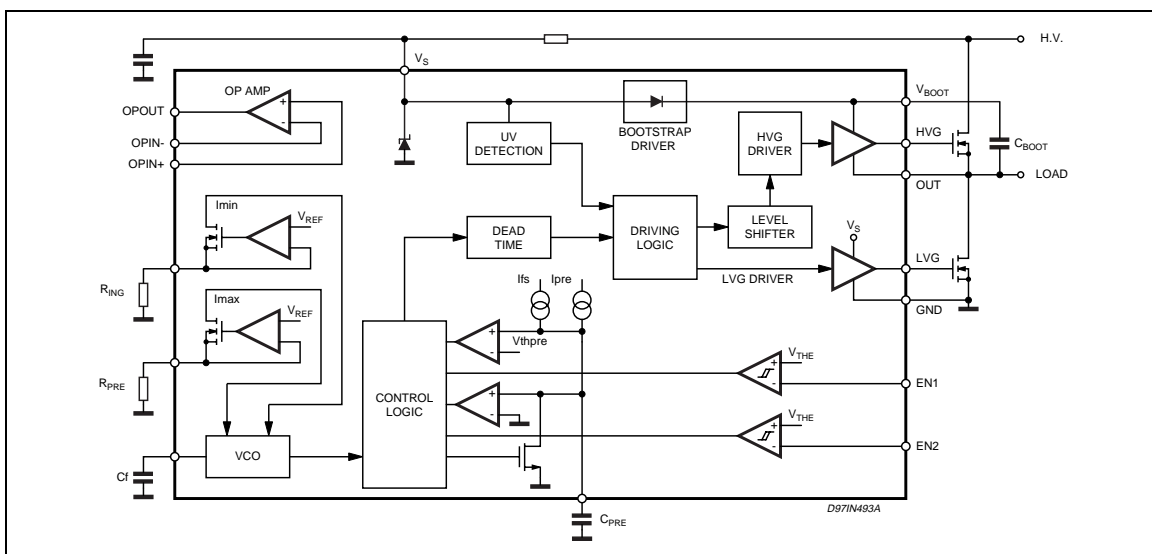 H.V.
V_S
OP AMP
+
-
OPOUT
OPIN-
OPIN+
UV
DETECTION
BOOTSTRAP
DRIVER
HVG
DRIVER
V_BOOT
HVG
C_BOOT
OUT
LOAD
Imin
V_REF
R_ING
DEAD
TIME
DRIVING
LOGIC
LEVEL
SHIFTER
V_S
LVG DRIVER
LVG
GND
Imax
V_REF
R_PRE
Ifs
Ipre
+
-
Vthpre
CONTROL
LOGIC
+
-
V_THE
+
-
EN1
V_THE
+
-
EN2
VCO
Cf
C_PRE
D97IN493A